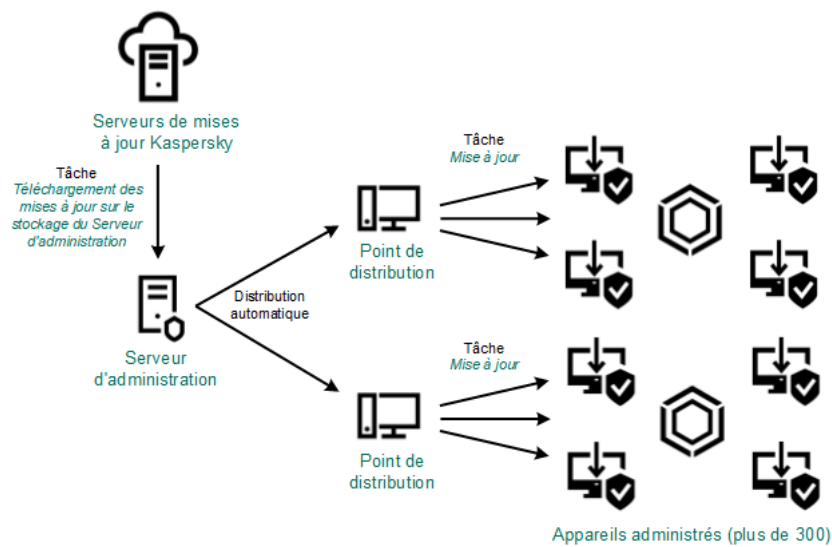 Serveurs de mises
à jour Kaspersky
Tâche
Téléchargement des
mises à jour sur le
stockage du Serveur
d'administration
Serveur
d'administration
Distribution
automatique
Point de
distribution
Tâche
Mise à jour
Point de
distribution
Tâche
Mise à jour
Appareils administrés (plus de 300)